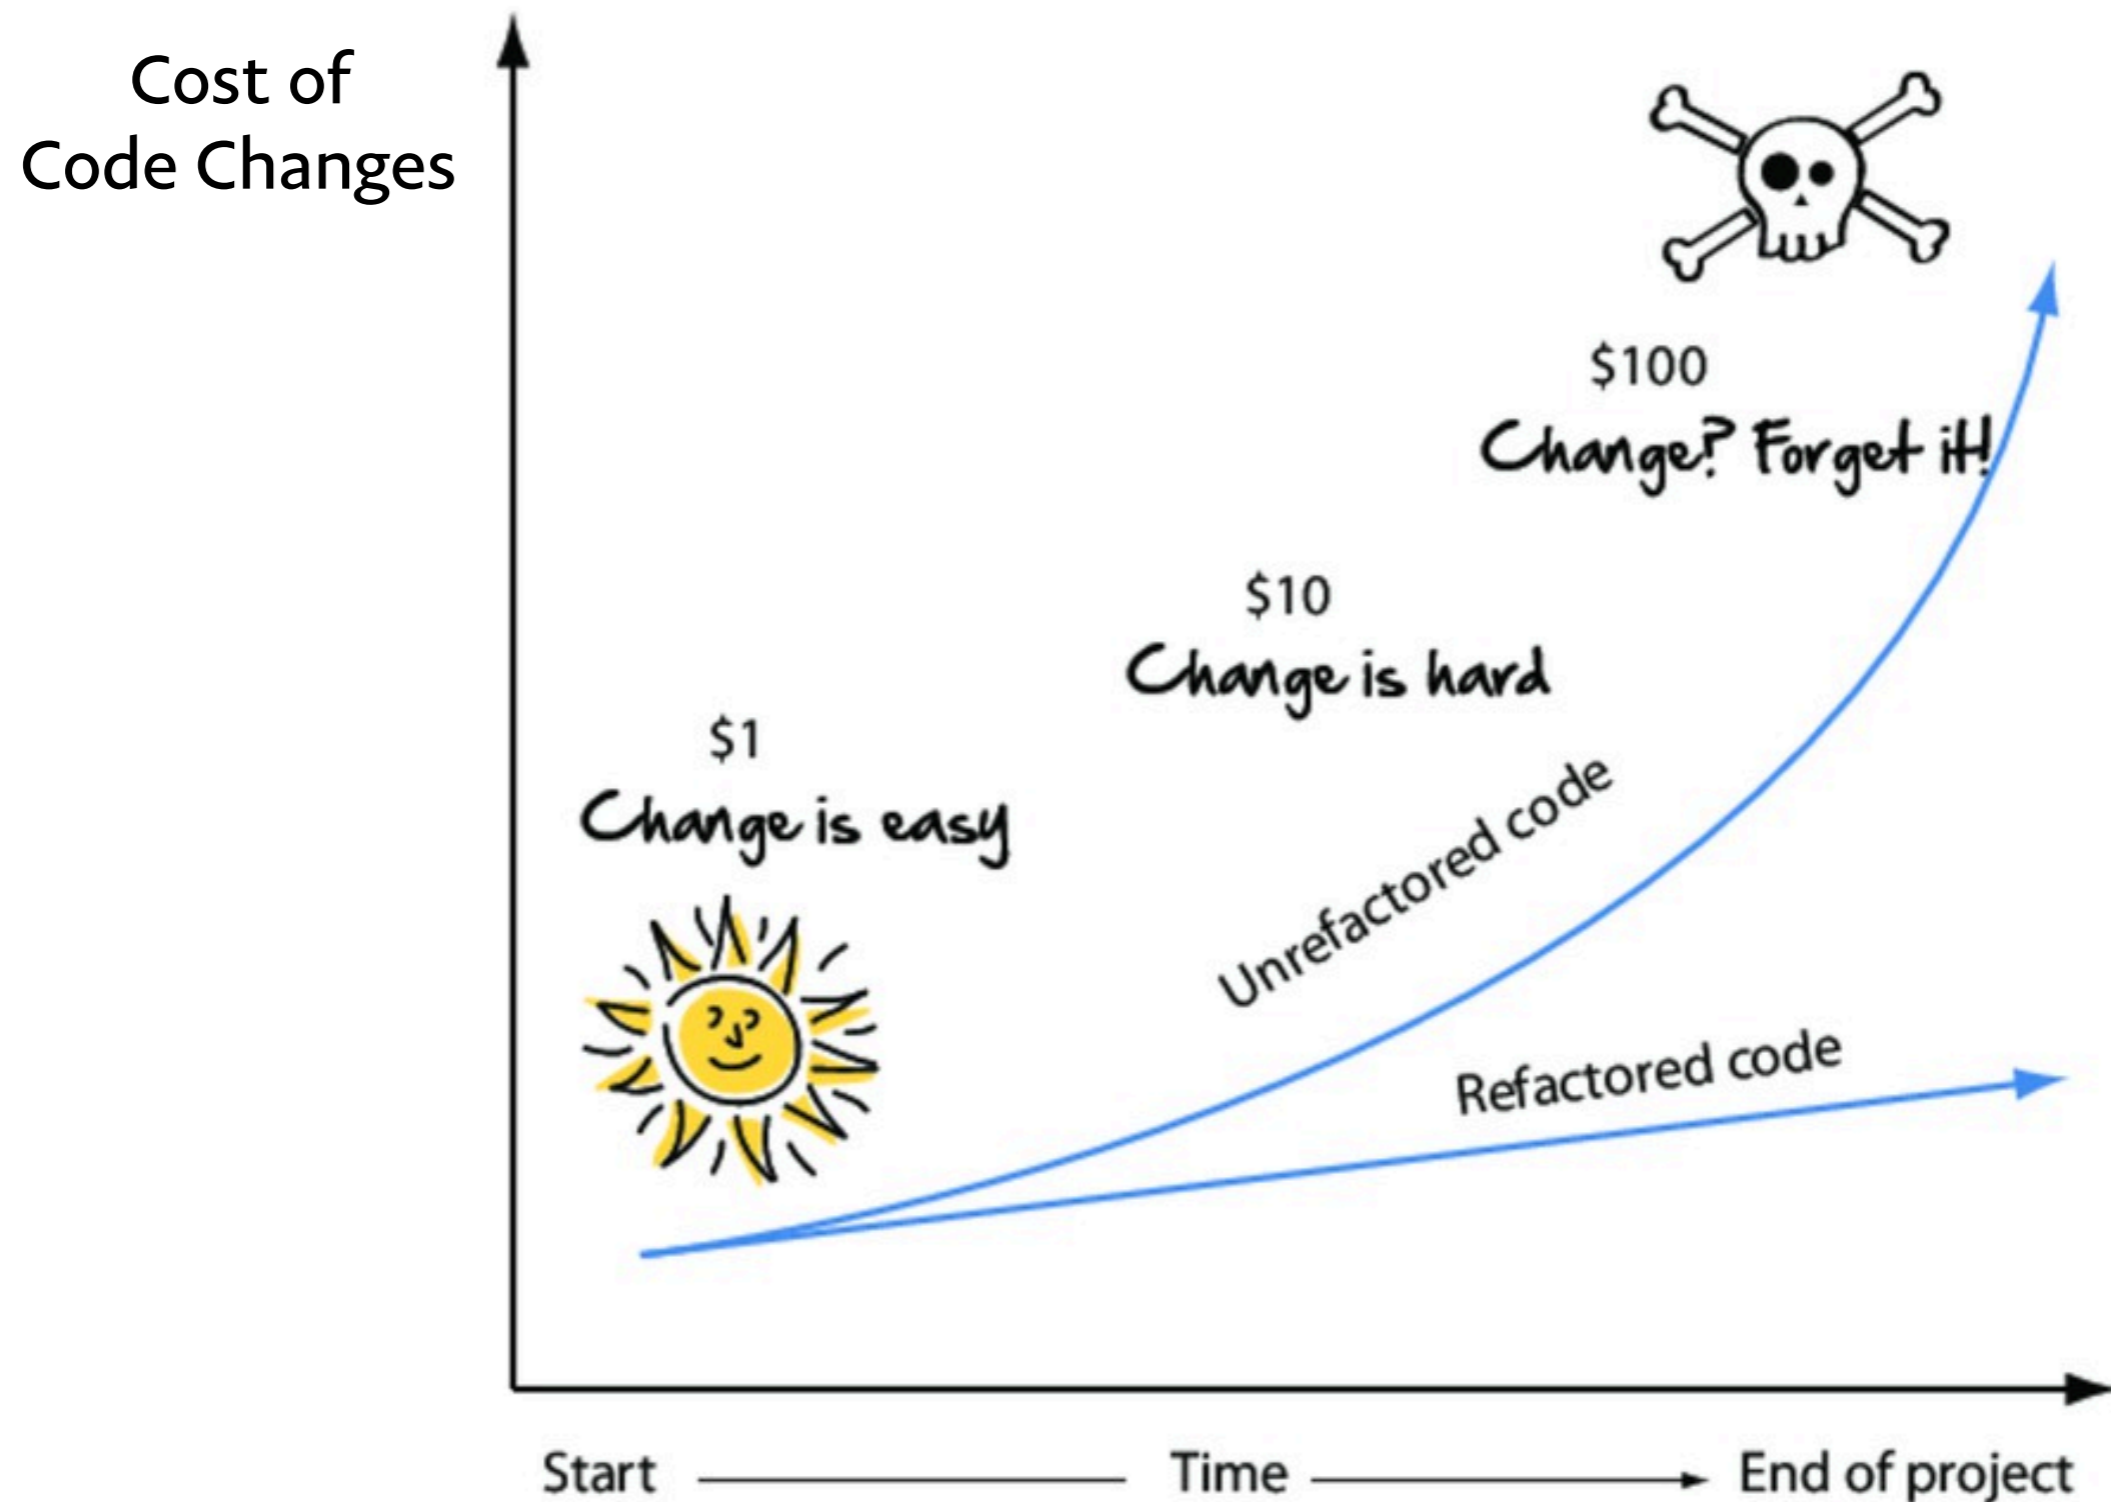 Cost of
Code Changes
$100
Change? Forget it!
$10
Change is hard
$1
Change is easy
Unrefactored code
Refactored code
Start
Time
End of project